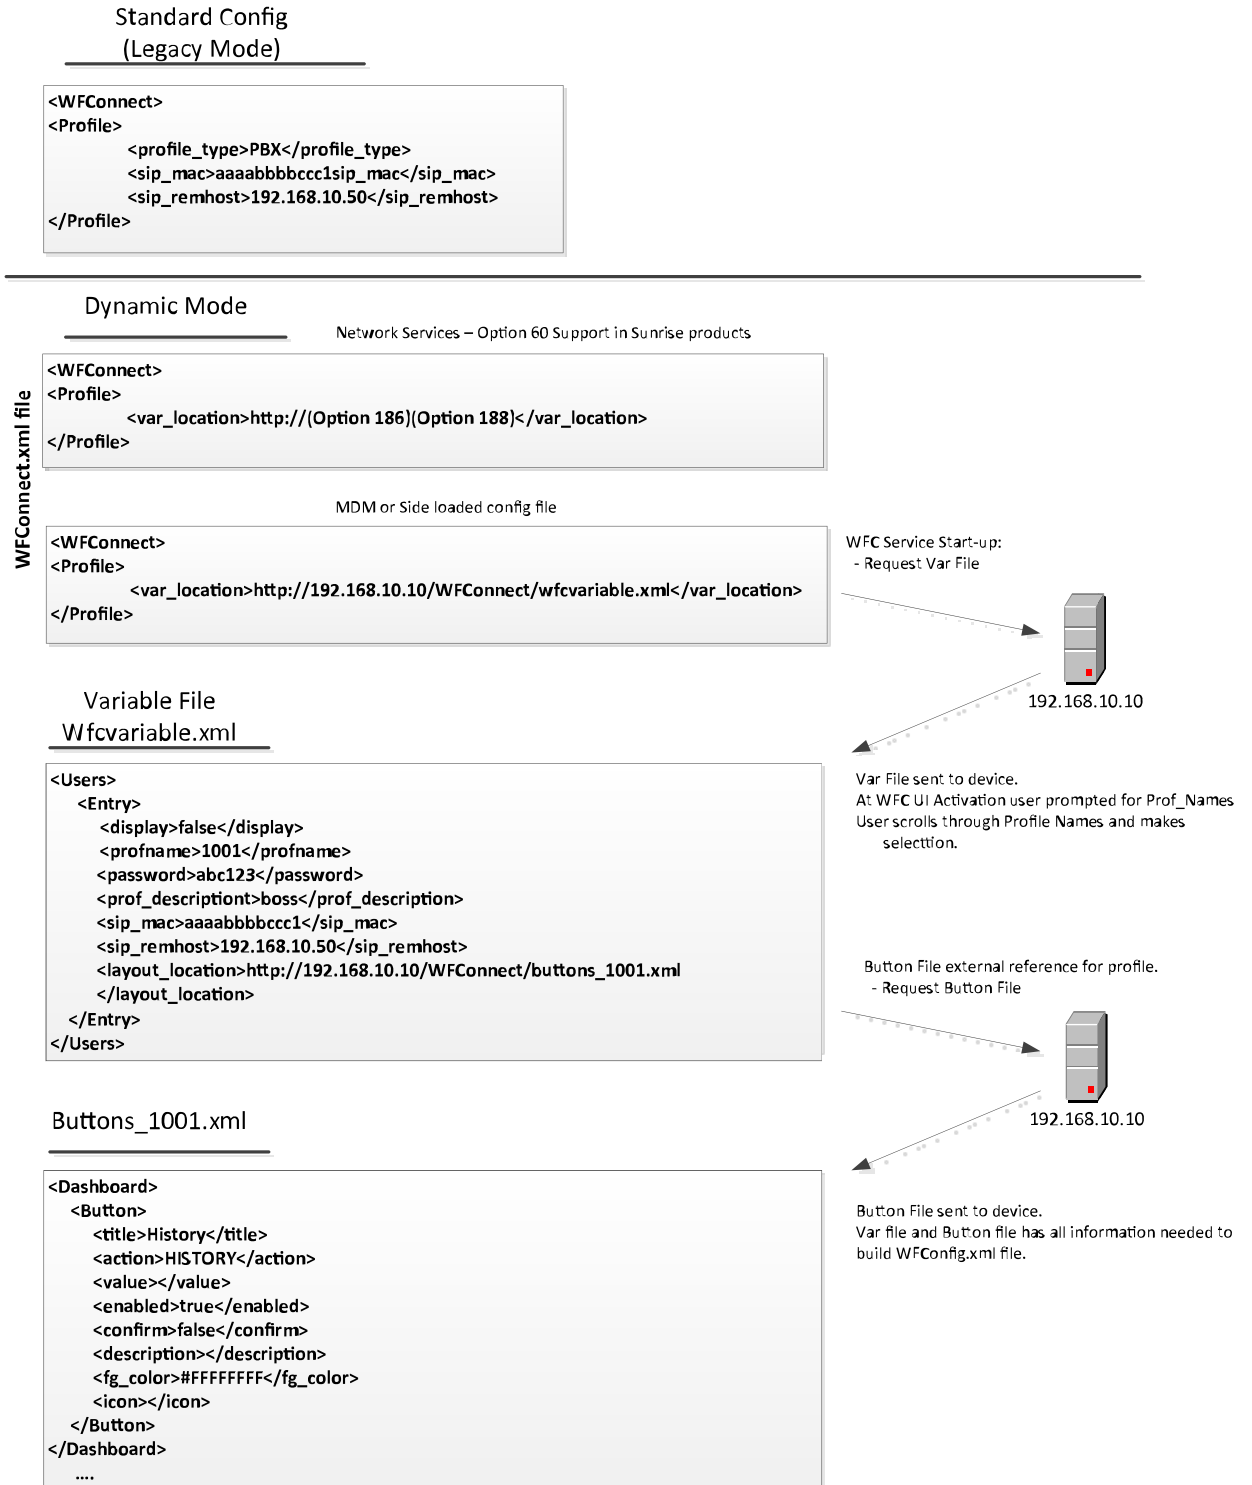 Standard Config
(Legacy Mode)
<WFConnect>
<Profile>
<profile_type>PBX</profile_type>
<sip_mac>aaaabbbbccc1sip_mac</sip_mac>
<sip_remhost>192.168.10.50</sip_remhost>
</Profile>
Dynamic Mode
Network Services – Option 60 Support in Sunrise products
WFConnect.xml file
<WFConnect>
<Profile>
<var_location>http://(Option 186)(Option 188)</var_location>
</Profile>
MDM or Side loaded config file
<WFConnect>
<Profile>
<var_location>http://192.168.10.10/WFConnect/wfcvariable.xml</var_location>
</Profile>
WFC Service Start-up:
- Request Var File
192.168.10.10
Variable File
Wfcvariable.xml
<Users>
<Entry>
<display>false</display>
<profname>1001</profname>
<password>abc123</password>
<prof_descriptiont>boss</prof_description>
<sip_mac>aaaabbbbccc1</sip_mac>
<sip_remhost>192.168.10.50</sip_remhost>
<layout_location>http://192.168.10.10/WFConnect/buttons_1001.xml
</layout_location>
</Entry>
</Users>
Var File sent to device.
At WFC UI Activation user prompted for Prof_Names
User scrolls through Profile Names and makes
selecttion.
Button File external reference for profile.
- Request Button File
192.168.10.10
Buttons_1001.xml
<Dashboard>
<Button>
<title>History</title>
<action>HISTORY</action>
<value></value>
<enabled>true</enabled>
<confirm>false</confirm>
<description></description>
<fg_color>#FFFFFFFF</fg_color>
<icon></icon>
</Button>
</Dashboard>
....
Button File sent to device.
Var file and Button file has all information needed to
build WFConfig.xml file.